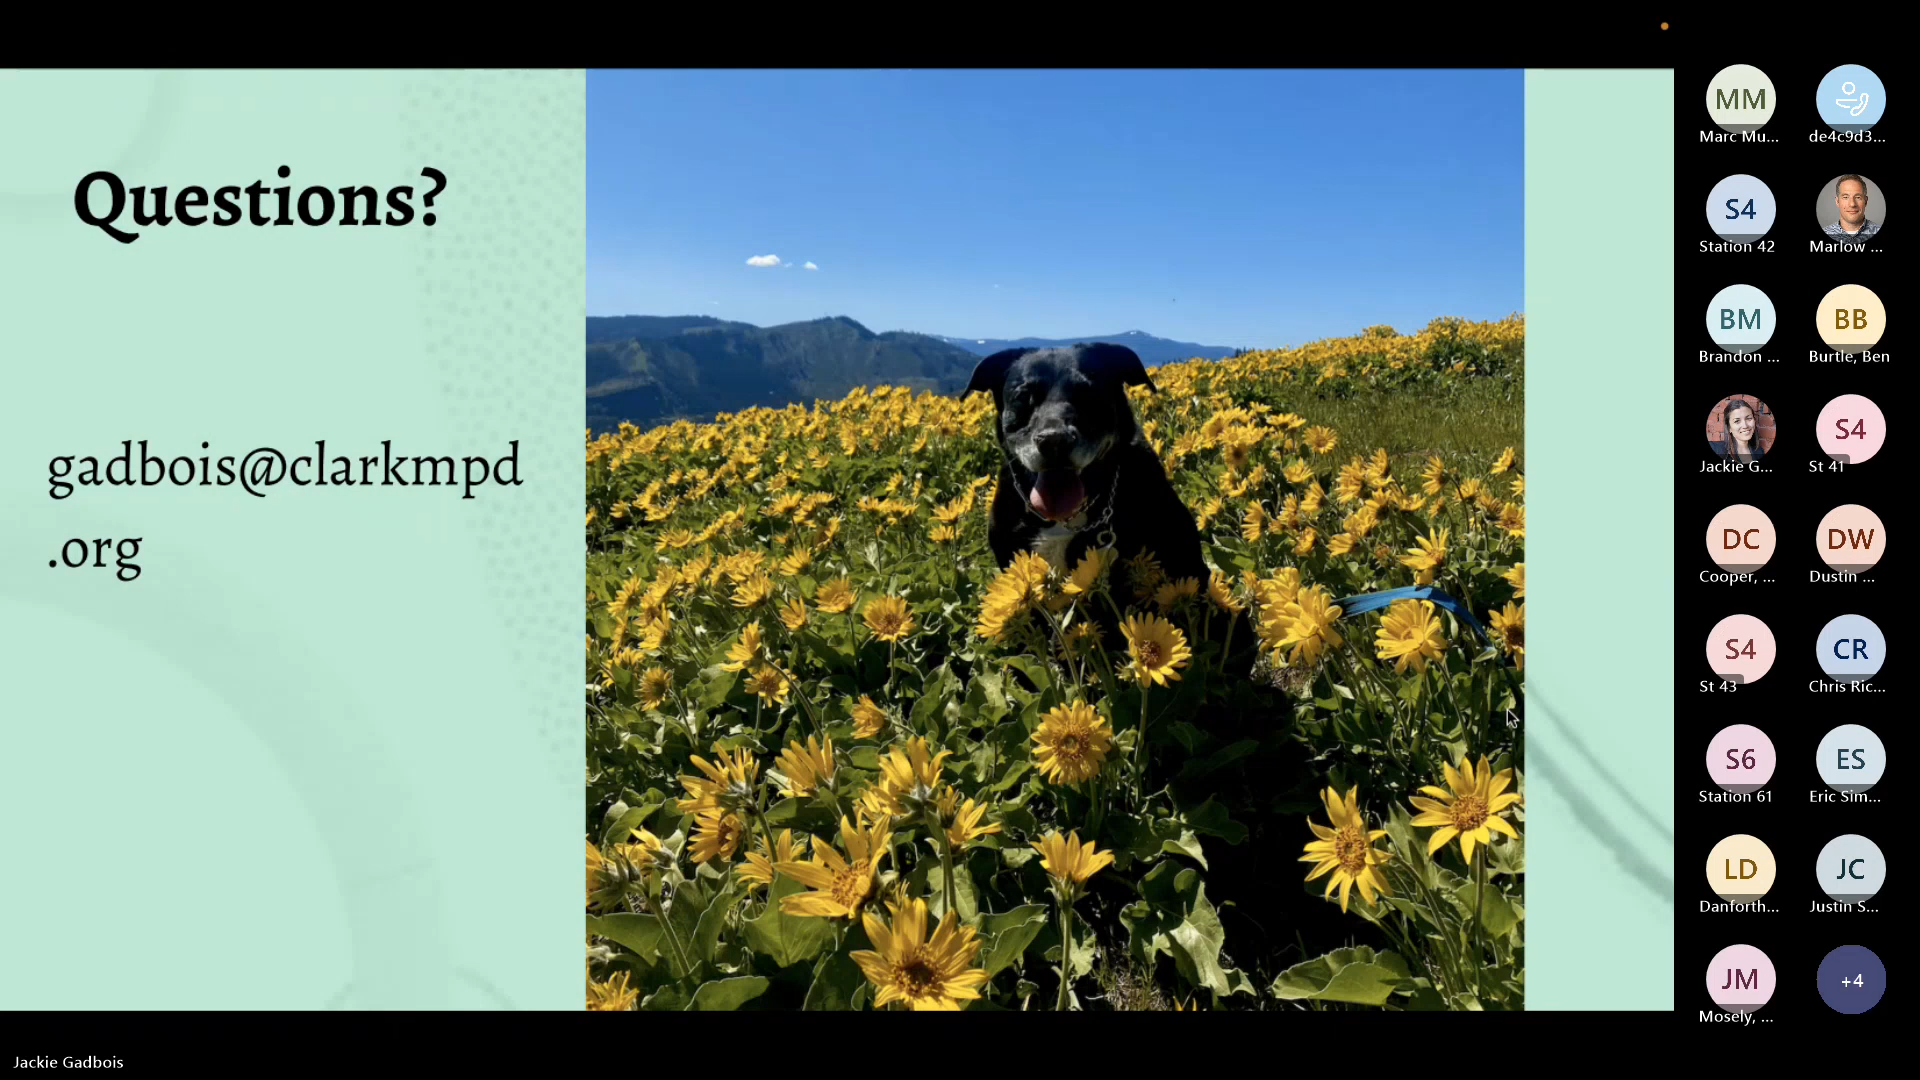 Questions?
gadbois@clarkmpd
.org
MM
Marc Mu...
de4c9d3...
S4
Station 42
Marlow ...
BM
Brandon ...
BB
Burtle, Ben
Jackie G...
S4
St 41
DC
Cooper, ...
DW
Dustin ...
S4
St 43
CR
Chris Ric...
S6
Station 61
ES
Eric Sim...
LD
Danforth...
JC
Justin S...
JM
Mosely, ...
+4
Jackie Gadbois